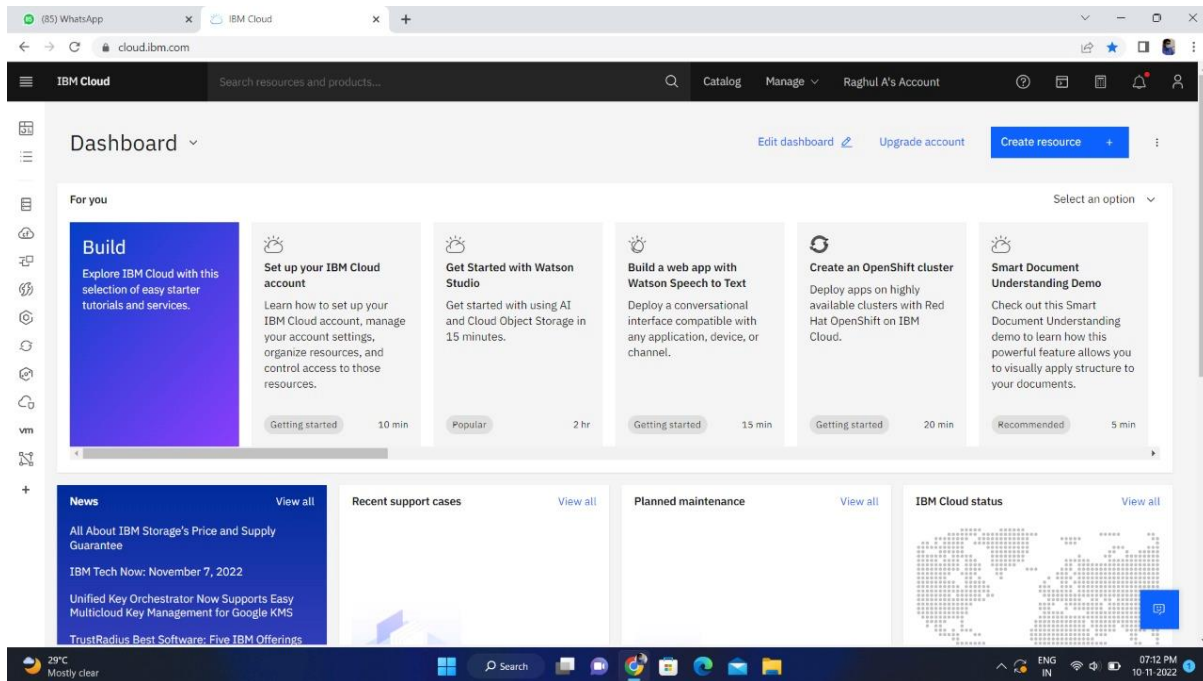 (85) WhatsApp
IBM Cloud
cloud.ibm.com
IBM Cloud
Search resources and products...
Catalog
Manage
Raghul A's Account
Dashboard
Edit dashboard
Upgrade account
Create resource +
For you
Select an option
Build
Explore IBM Cloud with this
selection of easy starter
tutorials and services.
Set up your IBM Cloud
account
Learn how to set up your
IBM Cloud account, manage
your account settings,
organize resources, and
control access to those
resources.
Getting started
10 min
Get Started with Watson
Studio
Get started with using AI
and Cloud Object Storage in
15 minutes.
Popular
2 hr
Build a web app with
Watson Speech to Text
Deploy a conversational
interface compatible with
any application, device, or
channel.
Getting started
15 min
Create an OpenShift cluster
Deploy apps on highly
available clusters with Red
Hat OpenShift on IBM
Cloud.
Getting started
20 min
Smart Document
Understanding Demo
Check out this Smart
Document Understanding
demo to learn how this
powerful feature allows you
to visually apply structure to
your documents.
Recommended
5 min
vm
News
View all
All About IBM Storage's Price and Supply
Guarantee
IBM Tech Now: November 7, 2022
Unified Key Orchestrator Now Supports Easy
Multicloud Key Management for Google KMS
TrustRadius Best Software: Five IBM Offerings
Recent support cases
View all
Planned maintenance
View all
IBM Cloud status
View all
29°C
Mostly clear
Search
ENG
IN
07:12 PM
10-11-2022
1